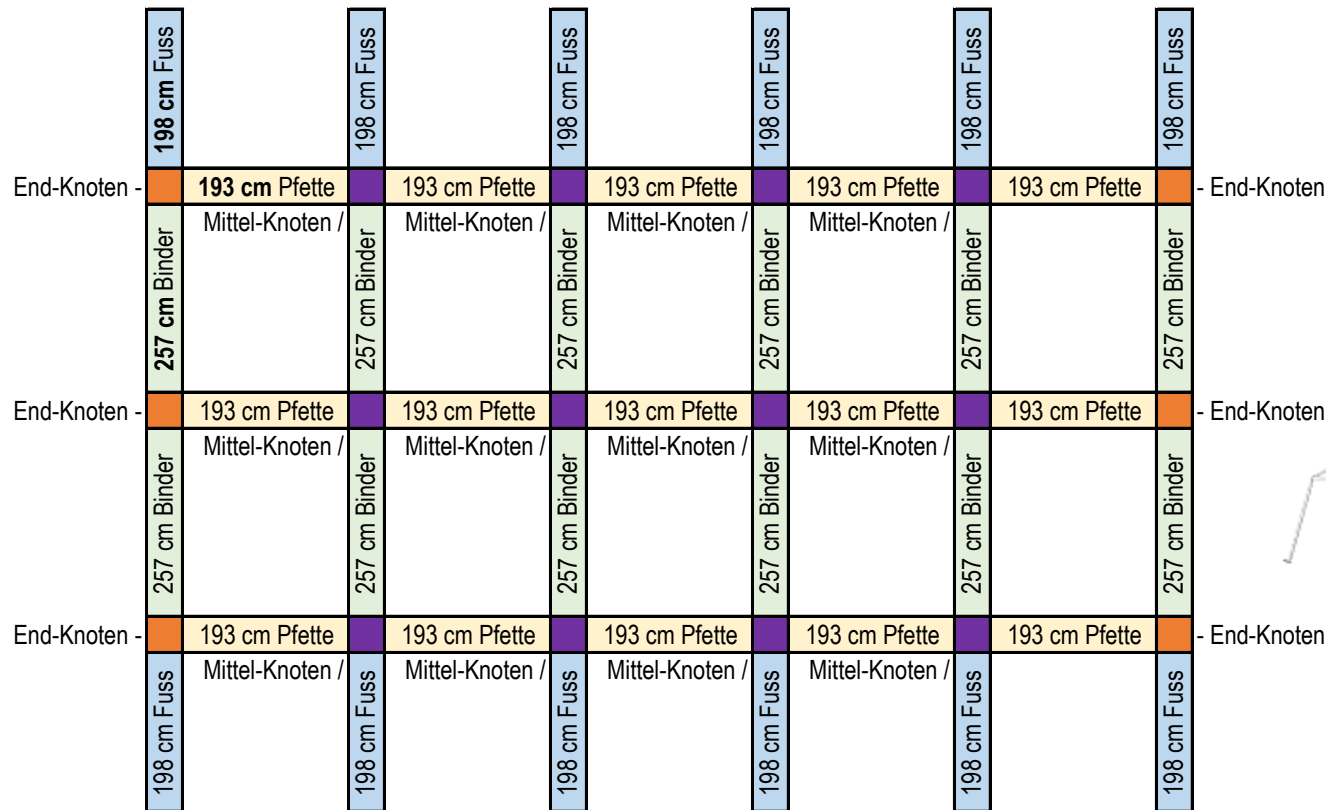 198 cm Fuss 198 cm Fuss 198 cm Fuss 198 cm Fuss 198 cm Fuss 198 cm Fuss
End-Knoten - 193 cm Pfette 193 cm Pfette 193 cm Pfette 193 cm Pfette 193 cm Pfette - End-Knoten
Mittel-Knoten / Mittel-Knoten / Mittel-Knoten / Mittel-Knoten /
257 cm Binder 257 cm Binder 257 cm Binder 257 cm Binder 257 cm Binder 257 cm Binder
End-Knoten - 193 cm Pfette 193 cm Pfette 193 cm Pfette 193 cm Pfette 193 cm Pfette - End-Knoten
Mittel-Knoten / Mittel-Knoten / Mittel-Knoten / Mittel-Knoten /
257 cm Binder 257 cm Binder 257 cm Binder 257 cm Binder 257 cm Binder 257 cm Binder
End-Knoten - 193 cm Pfette 193 cm Pfette 193 cm Pfette 193 cm Pfette 193 cm Pfette - End-Knoten
Mittel-Knoten / Mittel-Knoten / Mittel-Knoten / Mittel-Knoten /
198 cm Fuss 198 cm Fuss 198 cm Fuss 198 cm Fuss 198 cm Fuss 198 cm Fuss